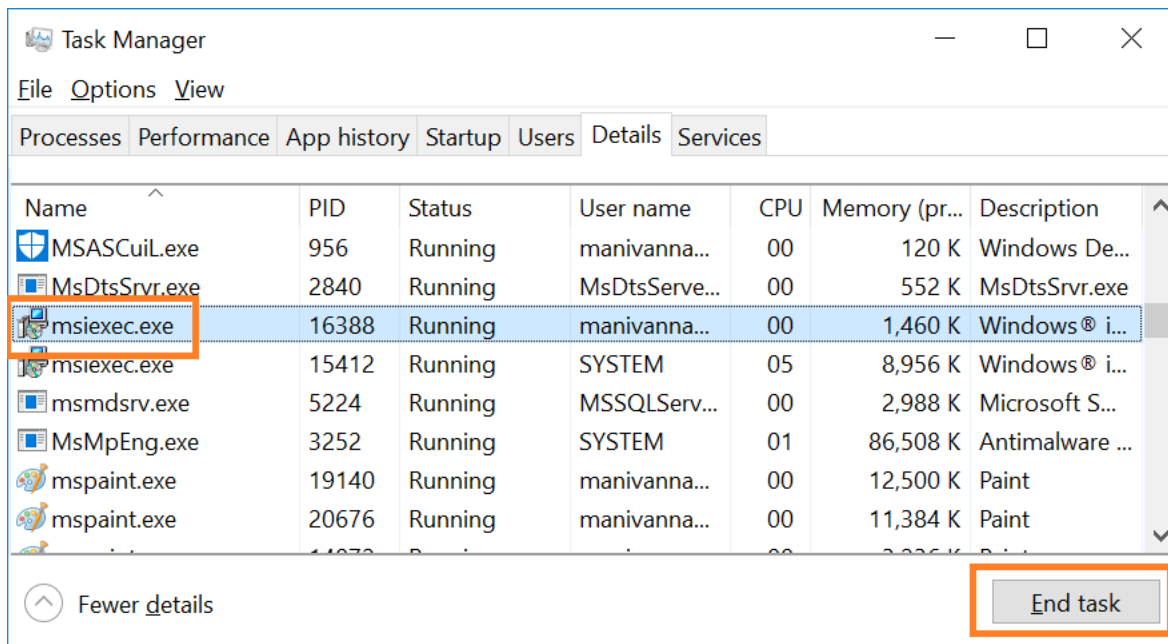 Task Manager
File Options View
Processes Performance App history Startup Users Details Services
Name PID Status User name CPU Memory (pr... Description
MSASCuiL.exe 956 Running manivanna... 00 120 K Windows De...
MsDtsSrvr.exe 2840 Running MsDtsServe... 00 552 K MsDtsSrvr.exe
msiexec.exe 16388 Running manivanna... 00 1,460 K Windows® i...
msiexec.exe 15412 Running SYSTEM 05 8,956 K Windows® i...
msmdsrv.exe 5224 Running MSSQLServ... 00 2,988 K Microsoft S...
MsMpEng.exe 3252 Running SYSTEM 01 86,508 K Antimalware ...
mspaint.exe 19140 Running manivanna... 00 12,500 K Paint
mspaint.exe 20676 Running manivanna... 00 11,384 K Paint
Fewer details
End task